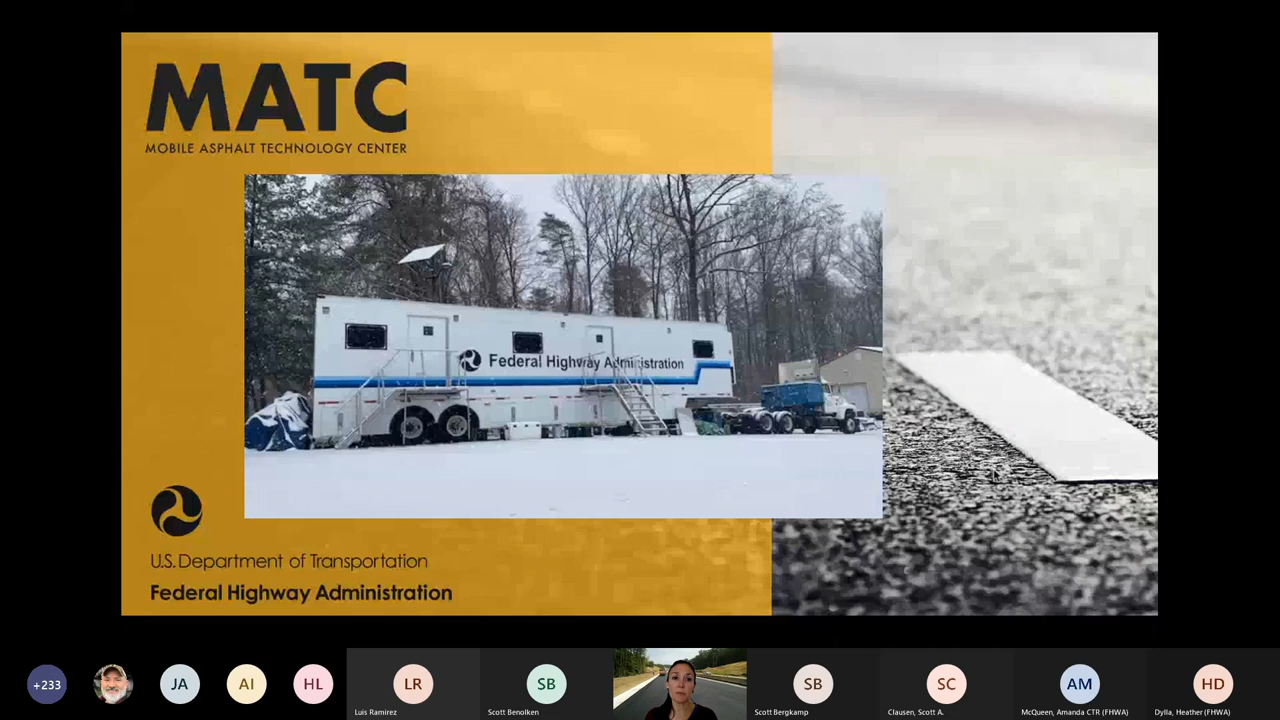 MATC
MOBILE ASPHALT TECHNOLOGY CENTER
Federal Highway Administration
U.S. Department of Transportation
Federal Highway Administration
+233
JA
AI
HL
LR
SB
SB
SC
AM
HD
Luis Ramirez
Scott Benolken
Scott Bergkamp
Clausen, Scott A.
McQueen, Amanda CTR (FHWA)
Dylla, Heather (FHWA)